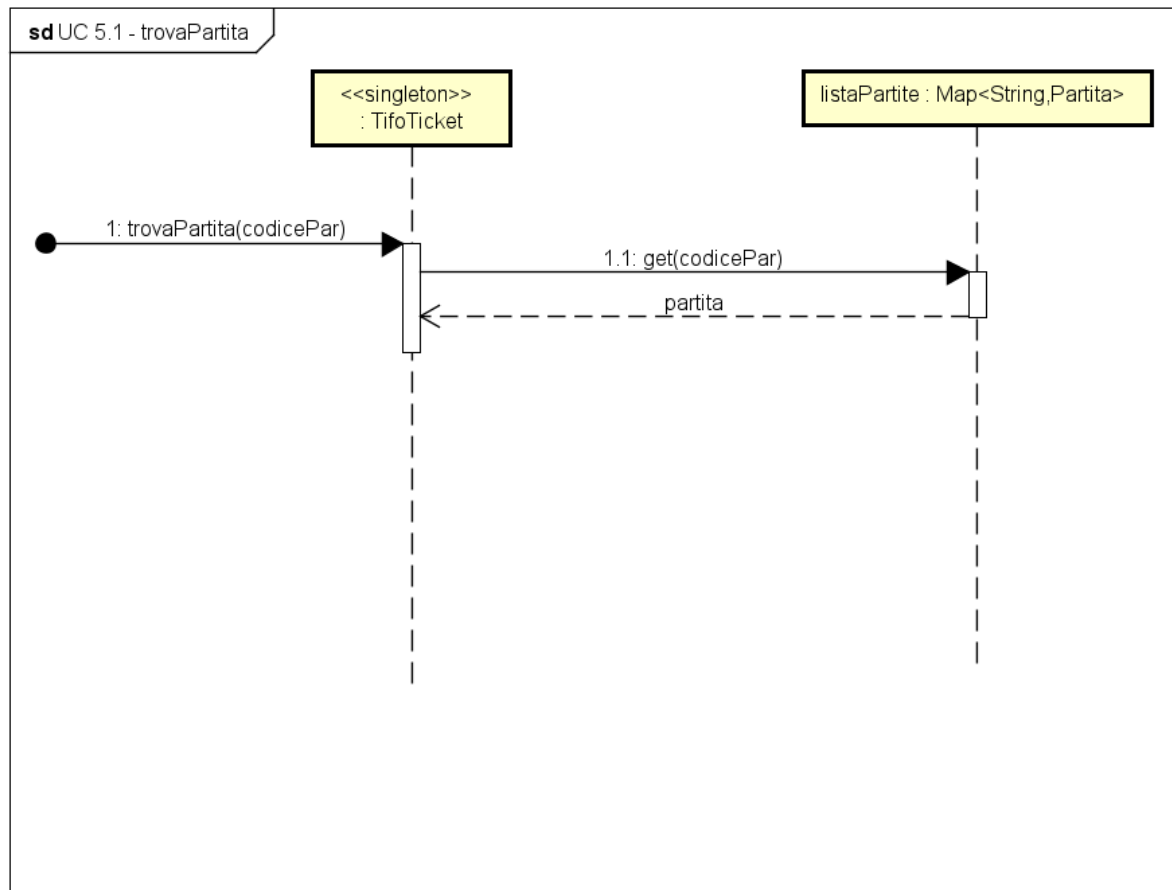 sd UC 5.1 - trovaPartita
<<singleton>>
: TifoTicket
listaPartite : Map<String,Partita>
1: trovaPartita(codicePar)
1.1: get(codicePar)
partita